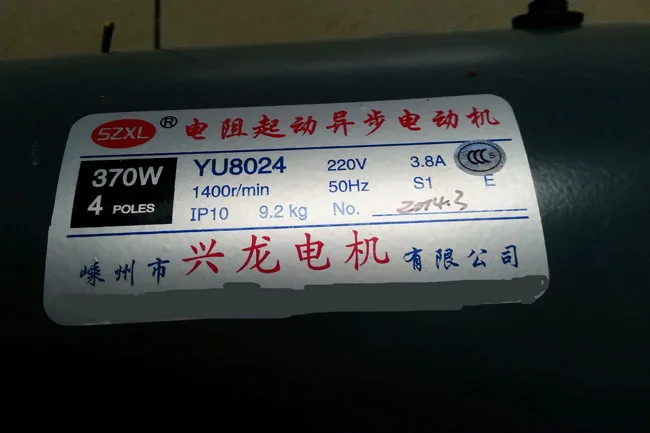 SZXL ® 电阻起动异步电动机
370W YU8024 220V 3.8A CCC
4 POLES 1400r/min 50Hz S1 E
IP10 9.2 kg No. 2014.3
嵊州市 兴龙电机 有限公司